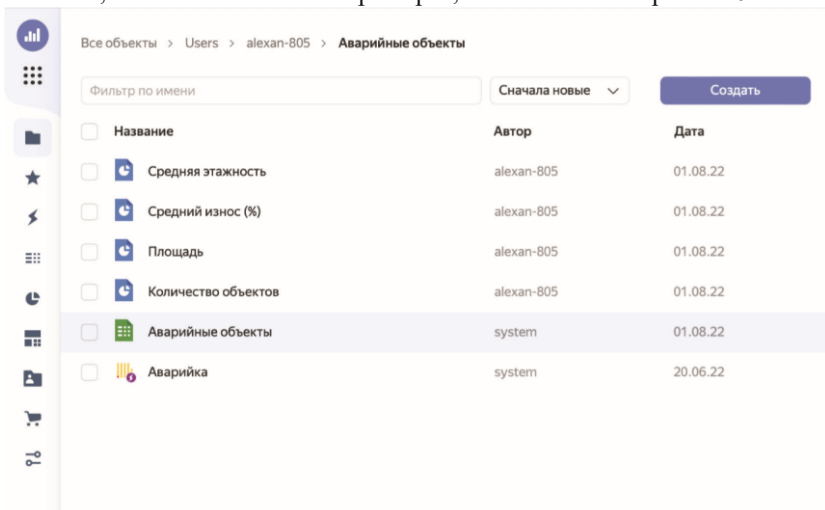 Все объекты > Users > alexan-805 > Аварийные объекты
Фильтр по имени Сначала новые Создать
Название Автор Дата
Средняя этажность alexan-805 01.08.22
Средний износ (%) alexan-805 01.08.22
Площадь alexan-805 01.08.22
Количество объектов alexan-805 01.08.22
Аварийные объекты system 01.08.22
Аварийка system 20.06.22